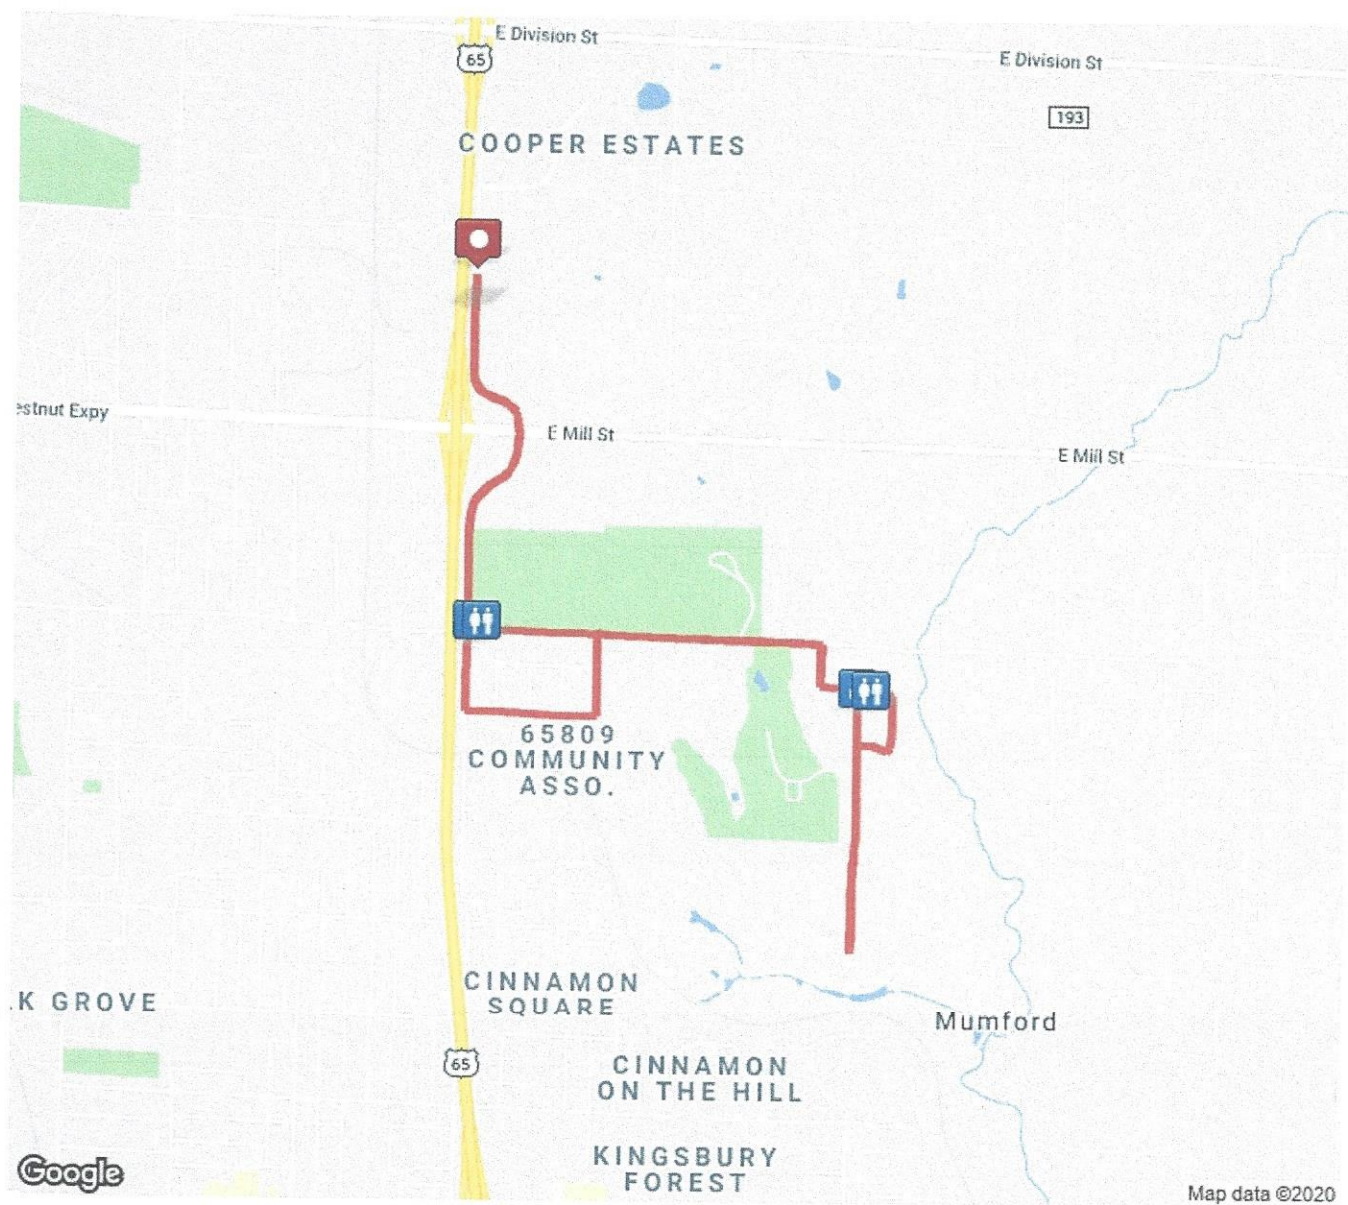 E Division St
65
E Division St
193
COOPER ESTATES
estnut Expy
E Mill St
E Mill St
65809
COMMUNITY
ASSO.
CINNAMON
SQUARE
.K GROVE
Mumford
65
CINNAMON
ON THE HILL
KINGSBURY
FOREST
Google
Map data ©2020